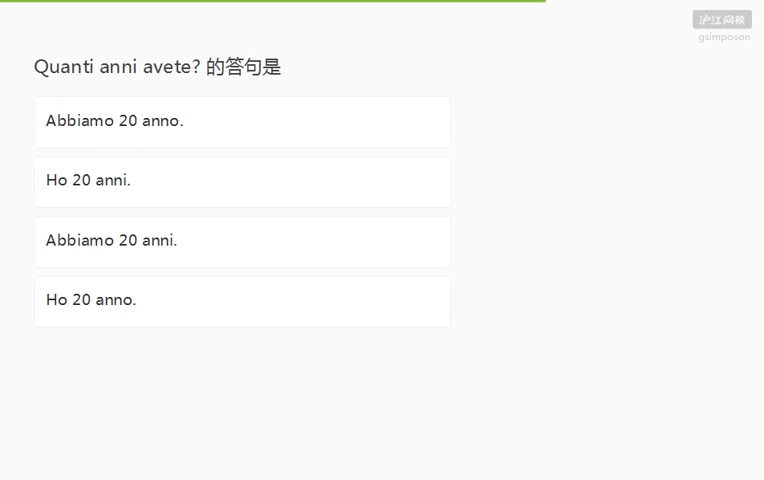 沪江网校
gsimposon
Quanti anni avete? 的答句是
Abbiamo 20 anno.
Ho 20 anni.
Abbiamo 20 anni.
Ho 20 anno.